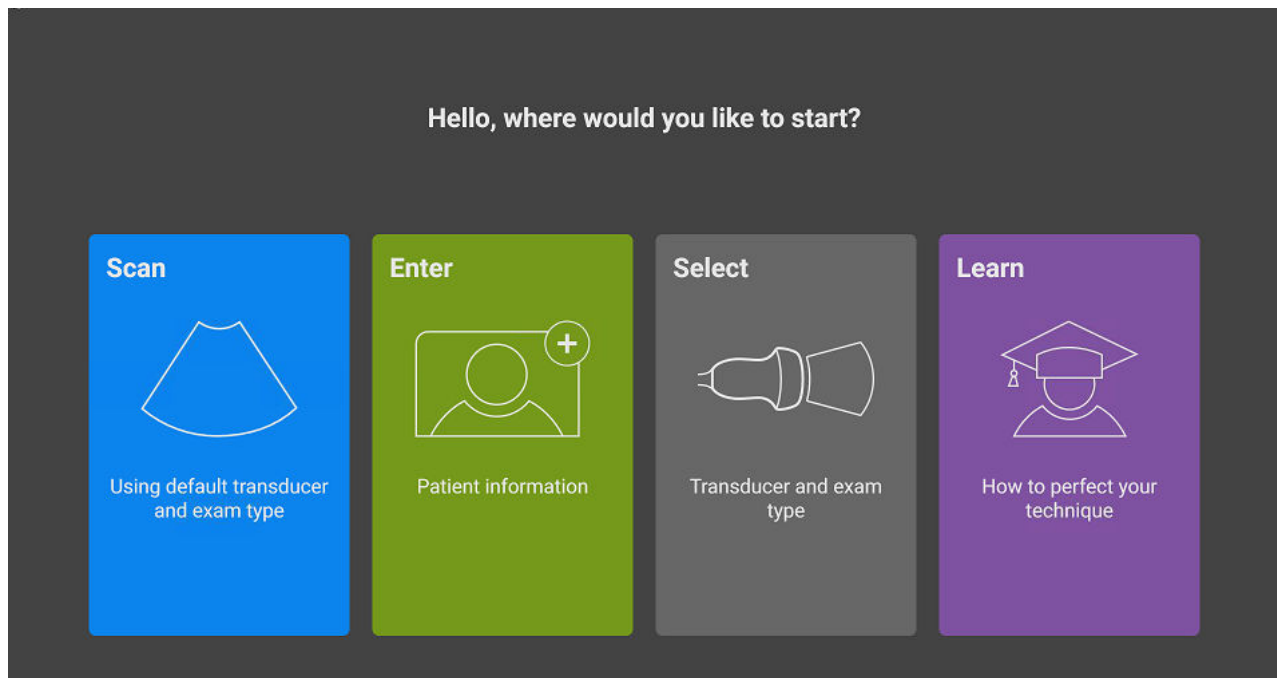 Hello, where would you like to start?
Scan
Using default transducer
and exam type
Enter
Patient information
Select
Transducer and exam
type
Learn
How to perfect your
technique